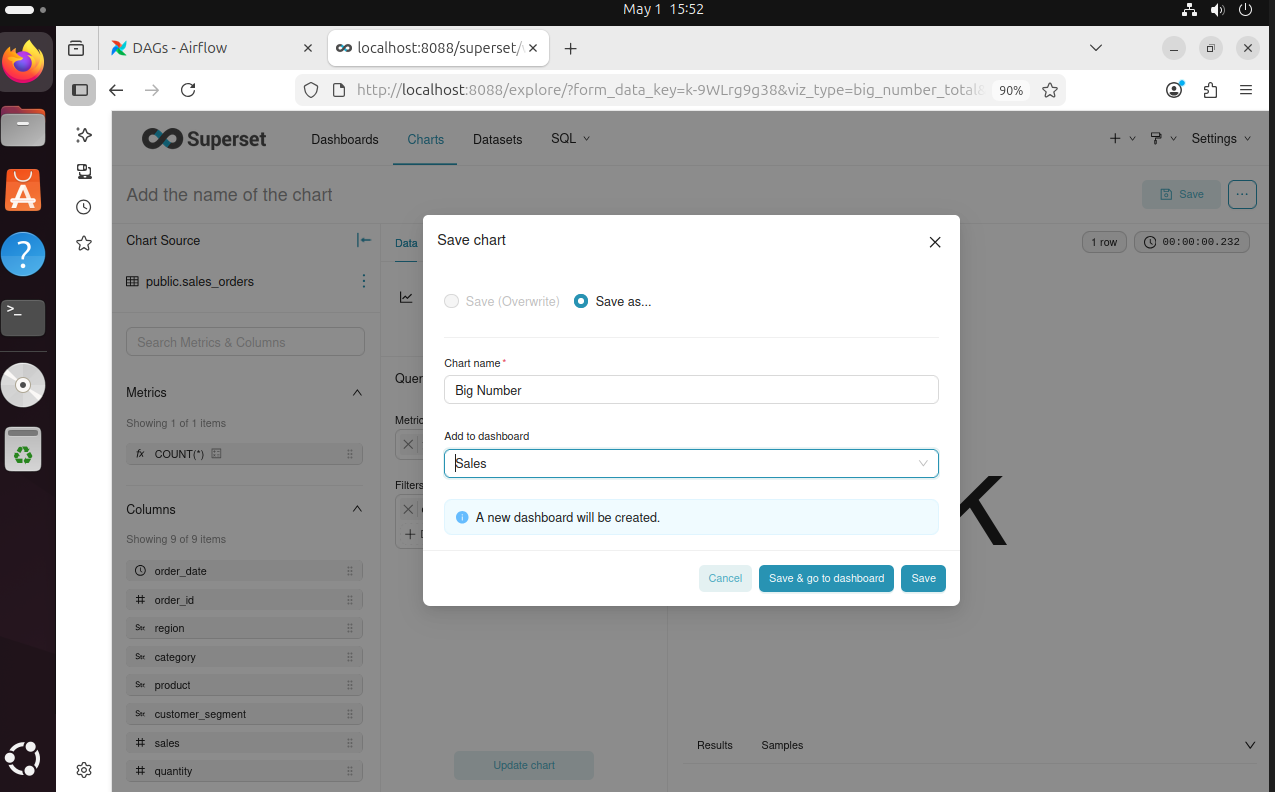 May 1 15:52
DAGs - Airflow
localhost:8088/superset/
http://localhost:8088/explore/?form_data_key=k-9WLrg9g38&viz_type=big_number_total
90%
Superset
Dashboards
Charts
Datasets
SQL
Settings
Add the name of the chart
Save
Chart Source
Data
1 row
00:00:00.232
public.sales_orders
Search Metrics & Columns
Metrics
Showing 1 of 1 items
fx COUNT(*)
Columns
Showing 9 of 9 items
order_date
order_id
region
category
product
customer_segment
sales
quantity
Filters
Save chart
Save (Overwrite)
Save as...
Chart name*
Big Number
Add to dashboard
Sales
A new dashboard will be created.
Cancel
Save & go to dashboard
Save
K
Results
Samples
Update chart